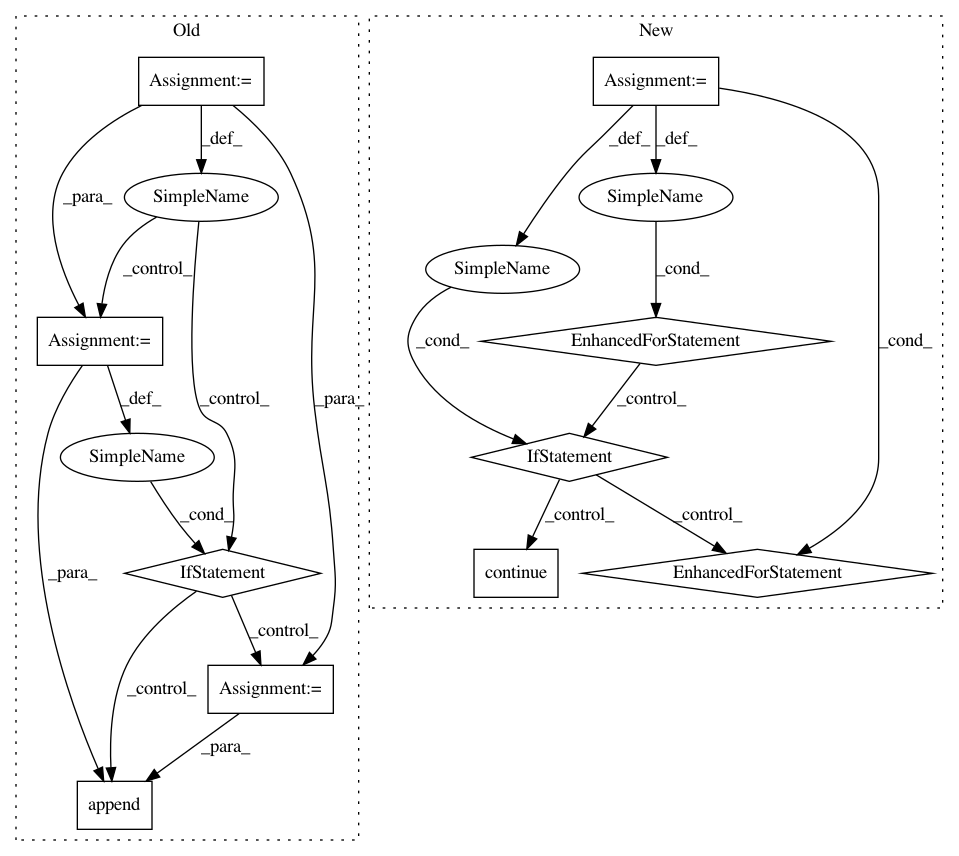 Old
New
Assignment:=
Assignment:=
_def_
_def_
_def_
_para_
SimpleName
SimpleName
SimpleName
_control_
_cond_
Assignment:=
EnhancedForStatement
_cond_
_cond_
_def_
_control_
_para_
_control_
SimpleName
IfStatement
_cond_
_control_
_control_
_para_
IfStatement
continue
EnhancedForStatement
_control_
_control_
Assignment:=
_para_
append